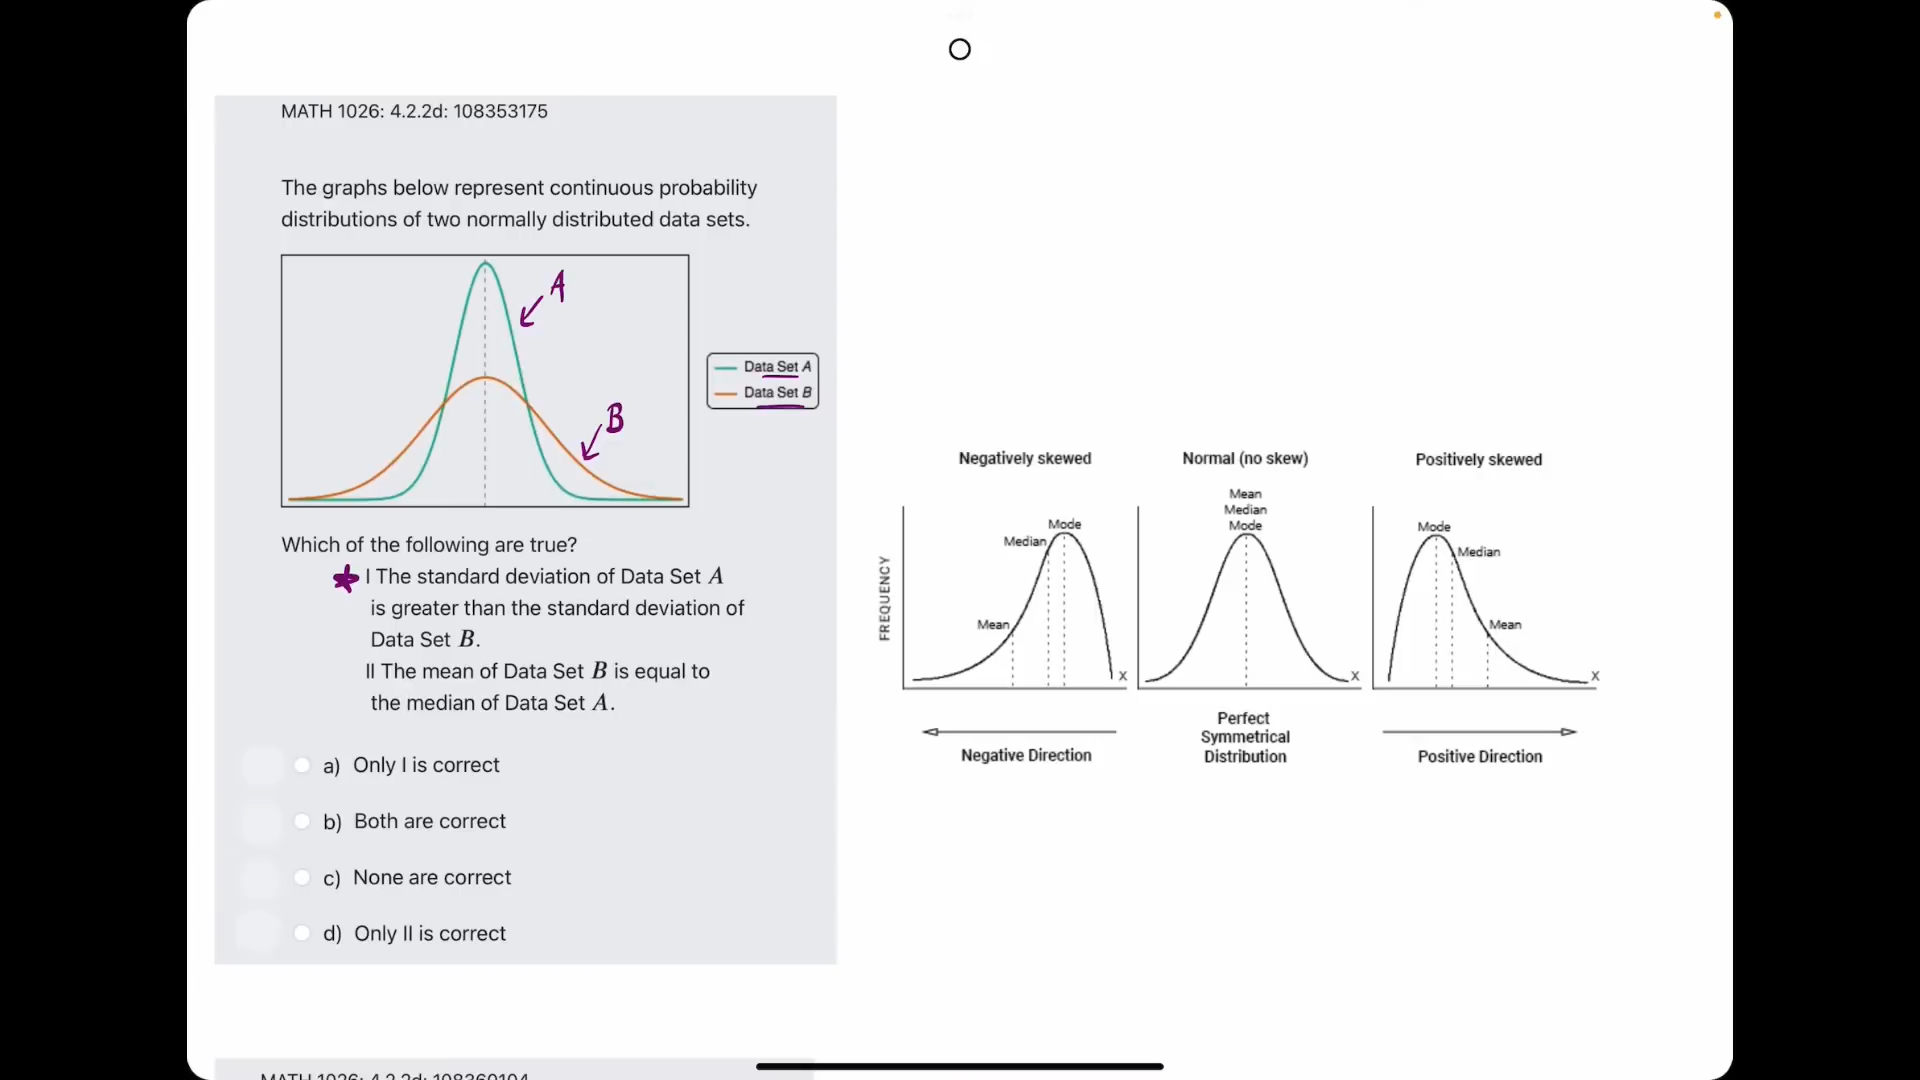 MATH 1026: 4.2.2d: 108353175
The graphs below represent continuous probability
distributions of two normally distributed data sets.
A
B
Data Set A
Data Set B
Which of the following are true?
I The standard deviation of Data Set A
is greater than the standard deviation of
Data Set B.
II The mean of Data Set B is equal to
the median of Data Set A.
a) Only I is correct
b) Both are correct
c) None are correct
d) Only II is correct
Negatively skewed
Mode
Median
Mean
FREQUENCY
X
Negative Direction
Normal (no skew)
Mean
Median
Mode
X
Perfect
Symmetrical
Distribution
Positively skewed
Mode
Median
Mean
X
Positive Direction